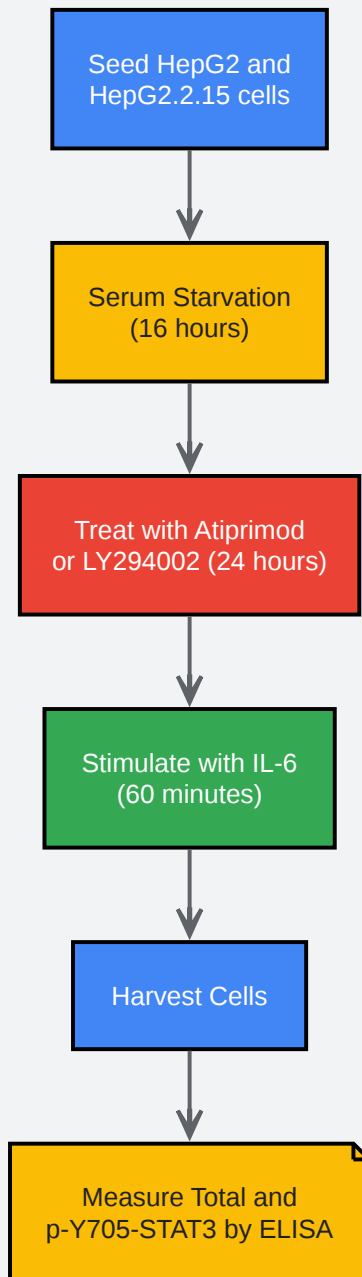 Seed HepG2 and
HepG2.2.15 cells
Serum Starvation
(16 hours)
Treat with Atiprimod
or LY294002 (24 hours)
Stimulate with IL-6
(60 minutes)
Harvest Cells
Measure Total and
p-Y705-STAT3 by ELISA